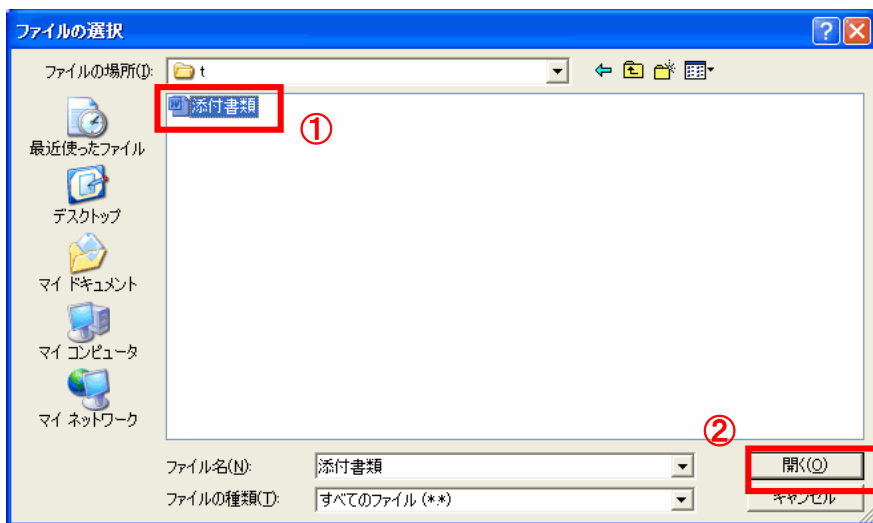 ファイルの選択
ファイルの場所(I):
t
添付書類
①
最近使ったファイル
デスクトップ
マイ ドキュメント
マイ コンピュータ
マイ ネットワーク
②
ファイル名(N):
添付書類
開く(O)
ファイルの種類(T):
すべてのファイル (*.*)
キャンセル